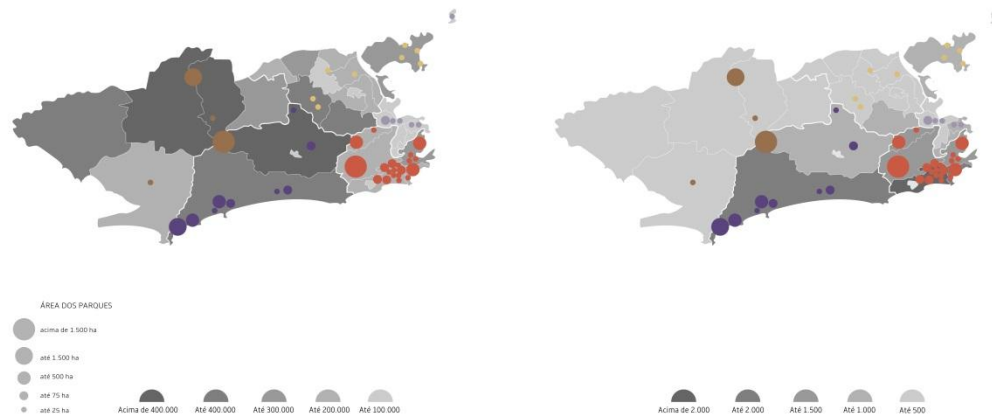 ÁREA DOS PARQUES
acima de 1.500 ha
até 1.500 ha
até 500 ha
até 75 ha
até 25 ha
Acima de 400.000 Até 400.000 Até 300.000 Até 200.000 Até 100.000
Acima de 2.000 Até 2.000 Até 1.500 Até 1.000 Até 500